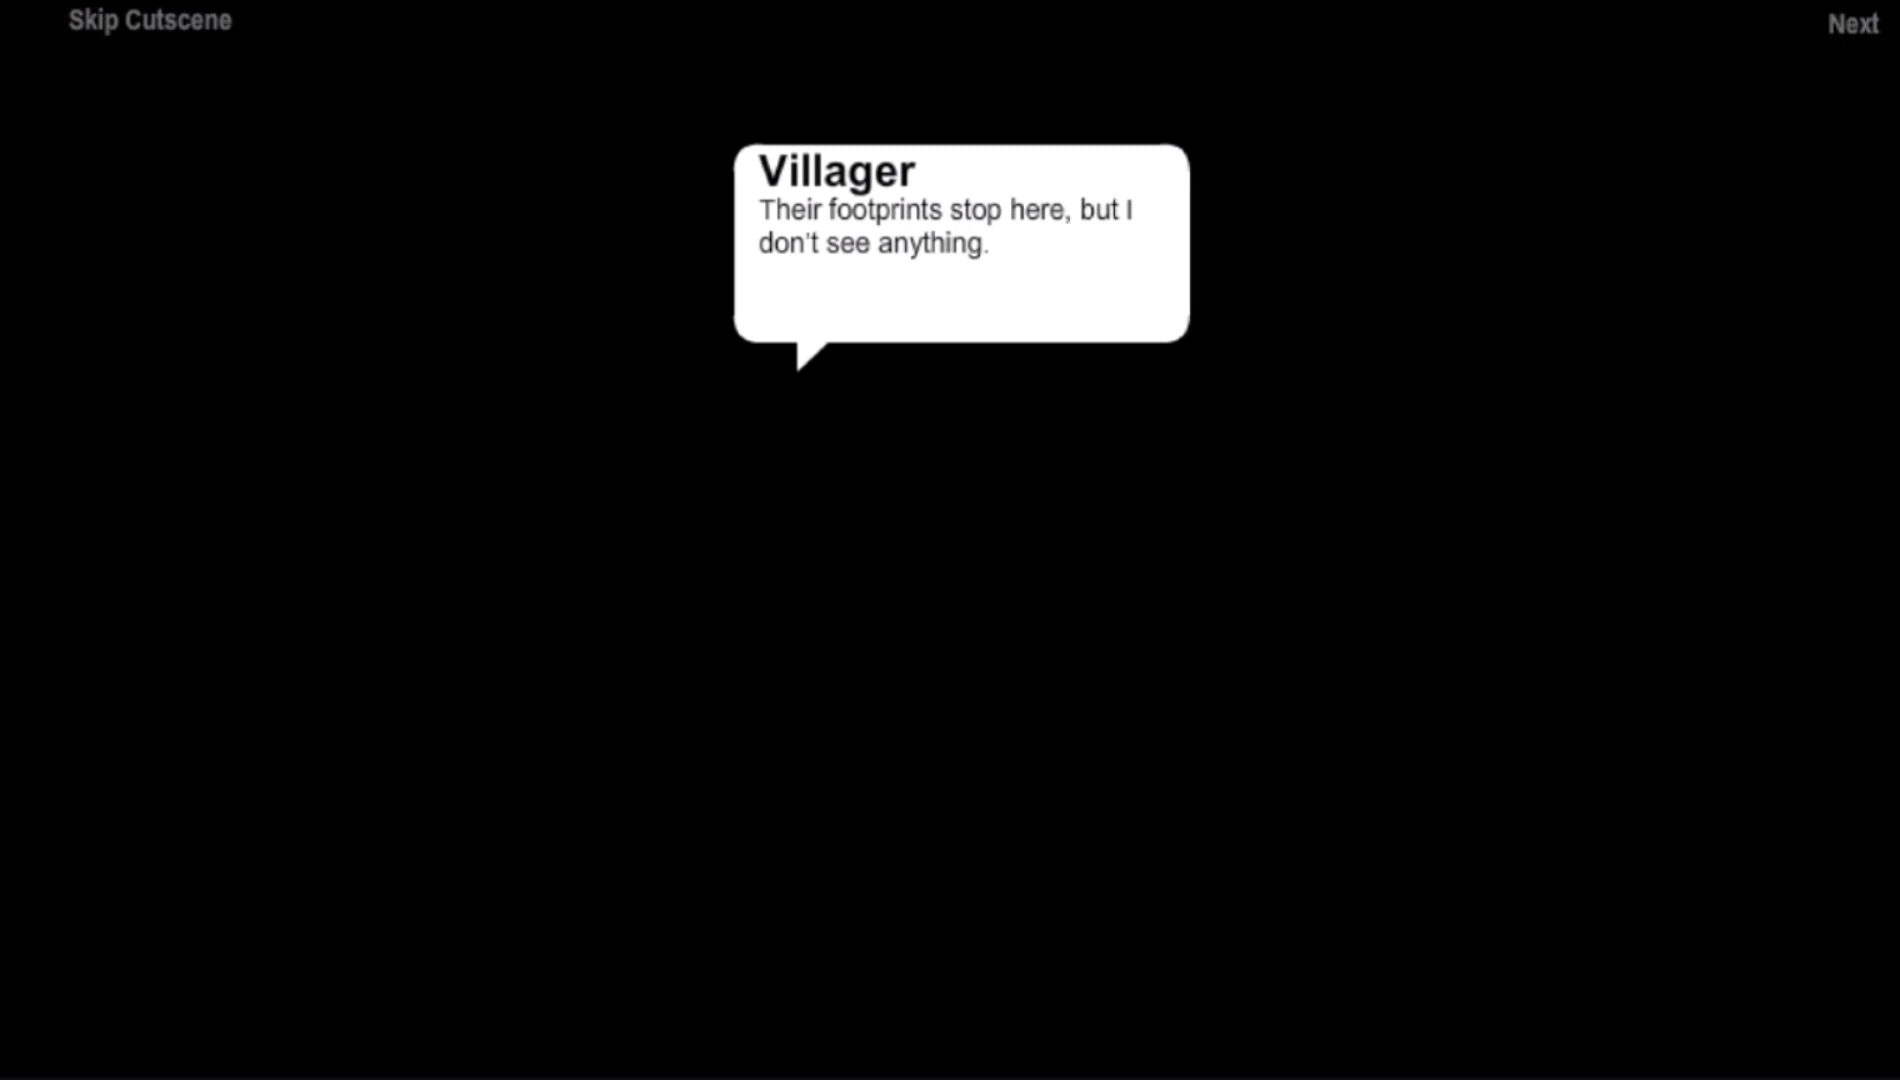 Skip Cutscene
Next
Villager
Their footprints stop here, but I
don't see anything.